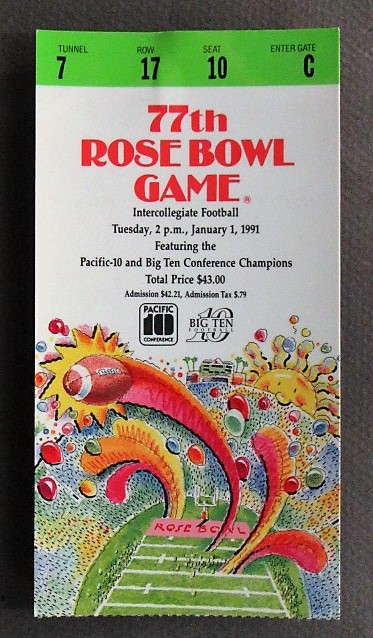 TUNNEL ROW SEAT ENTER GATE
7 17 10 C
77th
ROSE BOWL
GAME®
Intercollegiate Football
Tuesday, 2 p.m., January 1, 1991
Featuring the
Pacific-10 and Big Ten Conference Champions
Total Price $43.00
Admission $42.21, Admission Tax $.79
PACIFIC
10
CONFERENCE
10
BIG TEN
FOOTBALL
ROSE BOWL